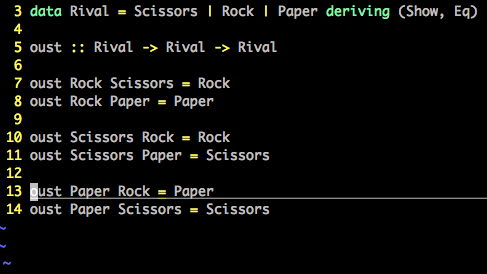 3 data Rival = Scissors | Rock | Paper deriving (Show, Eq)
4
5 oust :: Rival -> Rival -> Rival
6
7 oust Rock Scissors = Rock
8 oust Rock Paper = Paper
9
10 oust Scissors Rock = Rock
11 oust Scissors Paper = Scissors
12
13 oust Paper Rock = Paper
14 oust Paper Scissors = Scissors
~
~
~